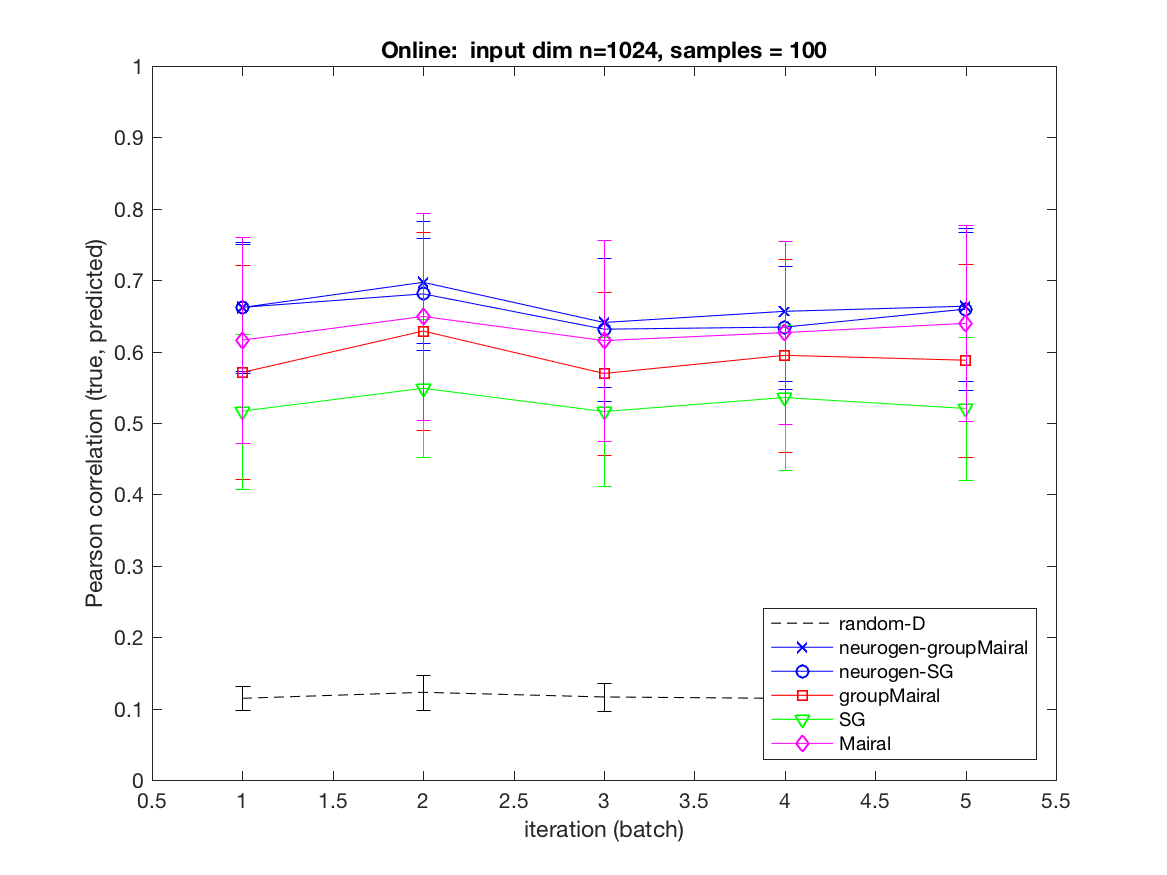 Online:  input dim n=1024, samples = 100
1
0.9
0.8
0.7
0.6
0.5
0.4
0.3
0.2
0.1
0
Pearson correlation (true, predicted)
random-D
neurogen-groupMairal
neurogen-SG
groupMairal
SG
Mairal
0.5 1 1.5 2 2.5 3 3.5 4 4.5 5 5.5
iteration (batch)